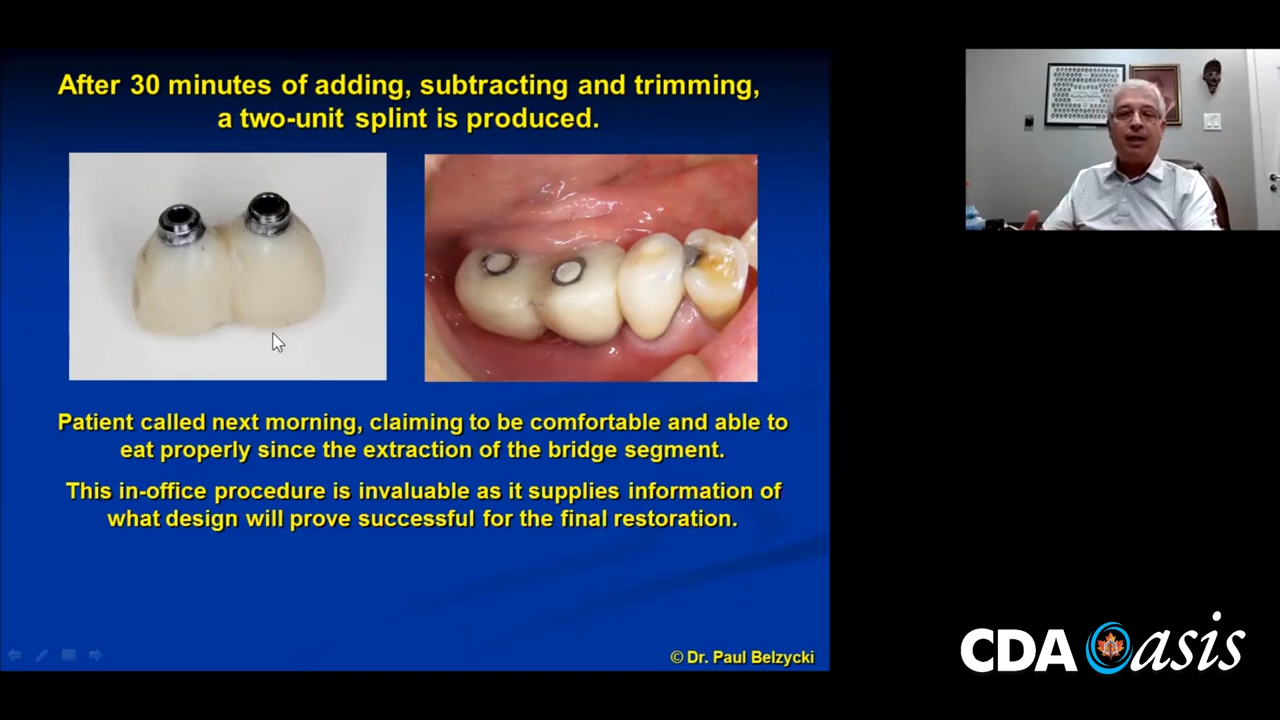 After 30 minutes of adding, subtracting and trimming,
a two-unit splint is produced.
Patient called next morning, claiming to be comfortable and able to
eat properly since the extraction of the bridge segment.
This in-office procedure is invaluable as it supplies information of
what design will prove successful for the final restoration.
© Dr. Paul Belzycki
CDA Oasis